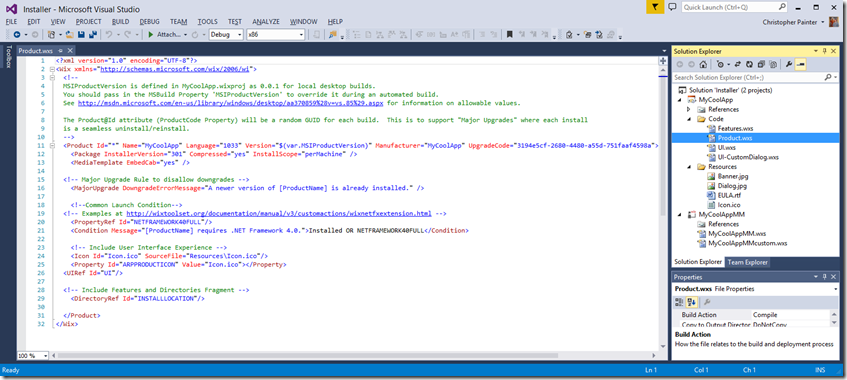 Installer - Microsoft Visual Studio
Quick Launch (Ctrl+Q)
FILE EDIT VIEW PROJECT BUILD DEBUG TEAM TOOLS TEST ANALYZE WINDOW HELP
Christopher Painter
Attach...
Debug
x86
Toolbox
Product.wxs
1 <?xml version="1.0" encoding="UTF-8"?>
2 <Wix xmlns="http://schemas.microsoft.com/wix/2006/wi">
3 <!--
4 MSIProductVersion is defined in MyCoolApp.wixproj as 0.0.1 for local desktop builds.
5 You should pass in the MSBuild Property `MSIProductVersion` to override it during an automated build.
6 See http://msdn.microsoft.com/en-us/library/windows/desktop/aa370859%28v=vs.85%29.aspx for information on allowable values.
7
8 The Product@Id attribute (ProductCode Property) will be a random GUID for each build. This is to support "Major Upgrades" where each install
9 is a seamless uninstall/reinstall.
10 -->
11 <Product Id="*" Name="MyCoolApp" Language="1033" Version="$(var.MSIProductVersion)" Manufacturer="MyCoolApp" UpgradeCode="3194e5cf-2680-4480-a55d-751faaf4598a">
12 <Package InstallerVersion="301" Compressed="yes" InstallScope="perMachine" />
13 <MediaTemplate EmbedCab="yes" />
14
15 <!-- Major Upgrade Rule to disallow downgrades -->
16 <MajorUpgrade DowngradeErrorMessage="A newer version of [ProductName] is already installed." />
17
18 <!--Common Launch Condition-->
19 <!-- Examples at http://wixtoolset.org/documentation/manual/v3/customactions/wixnetfxextension.html -->
20 <PropertyRef Id="NETFRAMEWORK40FULL"/>
21 <Condition Message="[ProductName] requires .NET Framework 4.0.">Installed OR NETFRAMEWORK40FULL</Condition>
22
23 <!-- Include User Interface Experience -->
24 <Icon Id="Icon.ico" SourceFile="Resources\Icon.ico"/>
25 <Property Id="ARPPRODUCTICON" Value="Icon.ico"></Property>
26 <UIRef Id="UI"/>
27
28 <!-- Include Features and Directories Fragment -->
29 <DirectoryRef Id="INSTALLLOCATION"/>
30
31 </Product>
32 </Wix>
100 %
Solution Explorer
Search Solution Explorer (Ctrl+;)
Solution 'Installer' (2 projects)
MyCoolApp
References
Code
Features.wxs
Product.wxs
UI.wxs
UI-CustomDialog.wxs
Resources
Banner.jpg
Dialog.jpg
EULA.rtf
Icon.ico
MyCoolAppMM
References
MyCoolAppMM.wxs
MyCoolAppMMcustom.wxs
Solution Explorer Team Explorer
Properties
Product.wxs File Properties
Build Action Compile
Copy to Output Director DoNotCopy
Build Action
How the file relates to the build and deployment process
Ready
Ln 1
Col 1
Ch 1
INS